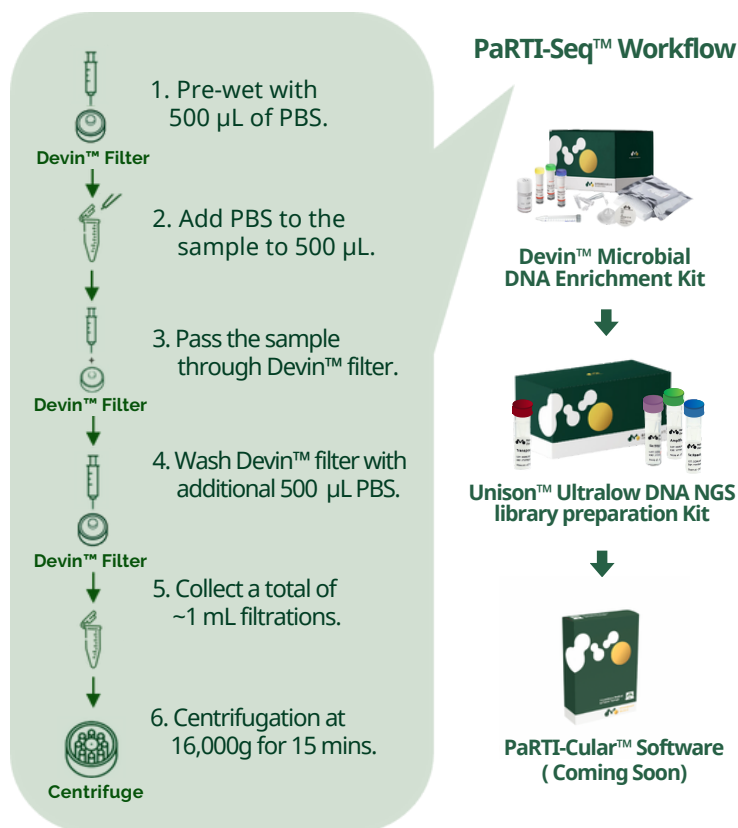 PaRTI-Seq™ Workflow
1. Pre-wet with
500 µL of PBS.
Devin™ Filter
2. Add PBS to the
sample to 500 µL.
3. Pass the sample
through Devin™ filter.
Devin™ Filter
4. Wash Devin™ filter with
additional 500 µL PBS.
Devin™ Filter
5. Collect a total of
~1 mL filtrations.
6. Centrifugation at
16,000g for 15 mins.
Centrifuge
Devin™ Microbial
DNA Enrichment Kit
Unison™ Ultralow DNA NGS
library preparation Kit
PaRTI-Cular™ Software
( Coming Soon)